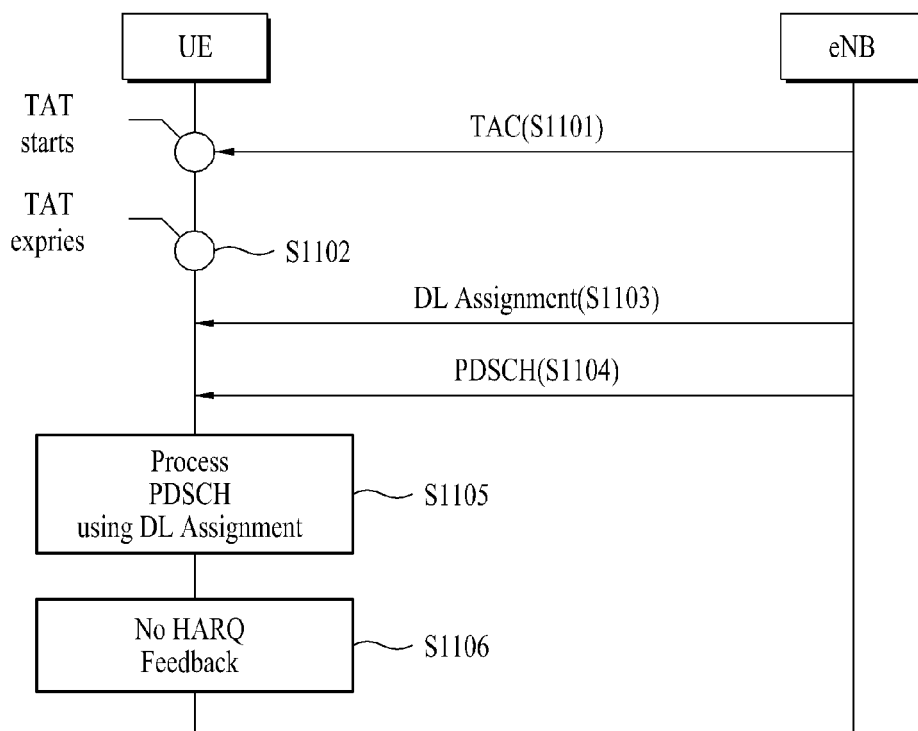 UE
eNB
TAT
starts
TAC(S1101)
TAT
expries
S1102
DL Assignment(S1103)
PDSCH(S1104)
Process
PDSCH
using DL Assignment
S1105
No HARQ
Feedback
S1106